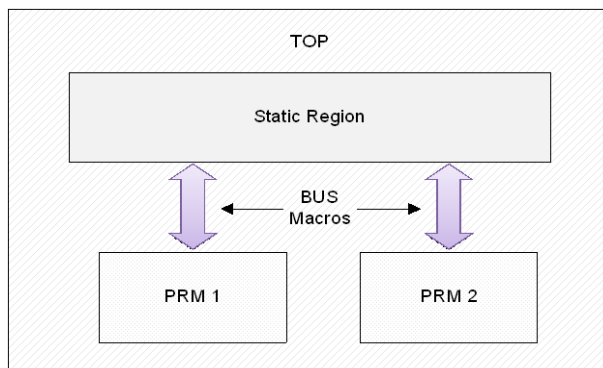 TOP
Static Region
BUS
Macros
PRM 1
PRM 2